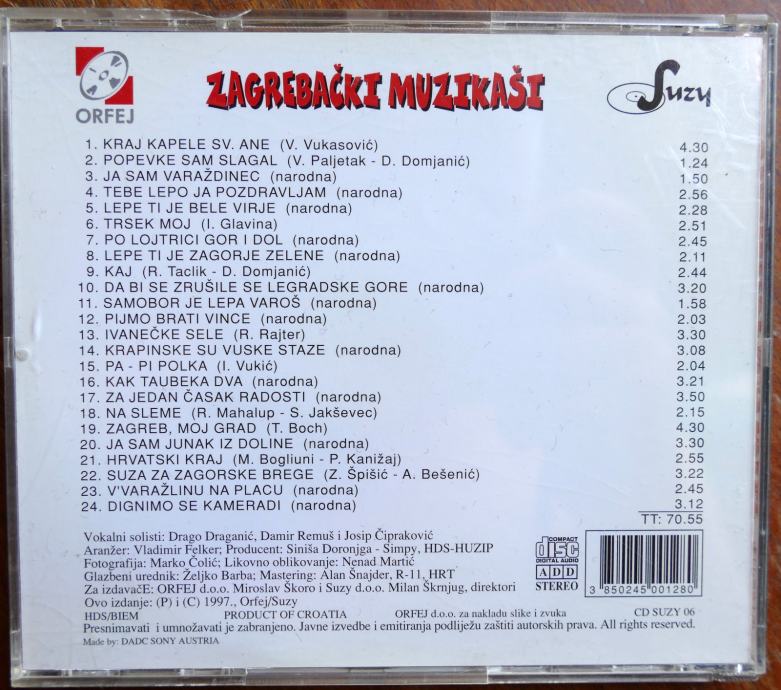 ORFEJ
ZAGREBAČKI MUZIKAŠI
Suzy
1. KRAJ KAPELE SV. ANE (V. Vukasović) 4.30
2. POPEVKE SAM SLAGAL (V. Paljetak - D. Domjanić) 1.24
3. JA SAM VARAŽDINEC (narodna) 1.50
4. TEBE LEPO JA POZDRAVLJAM (narodna) 2.56
5. LEPE TI JE BELE VIRJE (narodna) 2.28
6. TRSEK MOJ (I. Glavina) 2.51
7. PO LOJTRICI GOR I DOL (narodna) 2.45
8. LEPE TI JE ZAGORJE ZELENE (narodna) 2.11
9. KAJ (R. Taclik - D. Domjanić) 2.44
10. DA BI SE ZRUŠILE SE LEGRADSKE GORE (narodna) 3.20
11. SAMOBOR JE LEPA VAROŠ (narodna) 1.58
12. PIJMO BRATI VINCE (narodna) 2.03
13. IVANEČKE SELE (R. Rajter) 3.30
14. KRAPINSKE SU VUSKE STAZE (narodna) 3.08
15. PA - PI POLKA (I. Vukić) 2.04
16. KAK TAUBEKA DVA (narodna) 3.21
17. ZA JEDAN ČASAK RADOSTI (narodna) 3.50
18. NA SLEME (R. Mahalup - S. Jakševec) 2.15
19. ZAGREB, MOJ GRAD (T. Boch) 4.30
20. JA SAM JUNAK IZ DOLINE (narodna) 3.30
21. HRVATSKI KRAJ (M. Bogliuni - P. Kanižaj) 2.55
22. SUZA ZA ZAGORSKE BREGE (Z. Špišić - A. Bešenić) 3.22
23. V'VARAŽLINU NA PLACU (narodna) 2.45
24. DIGNIMO SE KAMERADI (narodna) 3.12
TT: 70.55
Vokalni solisti: Drago Draganić, Damir Remuš i Josip Čipraković
Aranžer: Vladimir Felker; Producent: Siniša Doronjga - Simpy, HDS-HUZIP
Fotografija: Marko Čolić; Likovno oblikovanje: Nenad Martić
Glazbeni urednik: Željko Barba; Mastering: Alan Šnajder, R-11, HRT
Za izdavačE: ORFEJ d.o.o. Miroslav Škoro i Suzy d.o.o. Milan Škrnjug, direktori
Ovo izdanje: (P) i (C) 1997., Orfej/Suzy
HDS/BIEM PRODUCT OF CROATIA ORFEJ d.o.o. za nakladu slike i zvuka CD SUZY 06
Presnimavati i umnožavati je zabranjeno. Javne izvedbe i emitiranja podliježu zaštiti autorskih prava. All rights reserved.
Made by: DADC SONY AUSTRIA
COMPACT
disc
DIGITAL AUDIO
ADD
STEREO
3 850245 001280